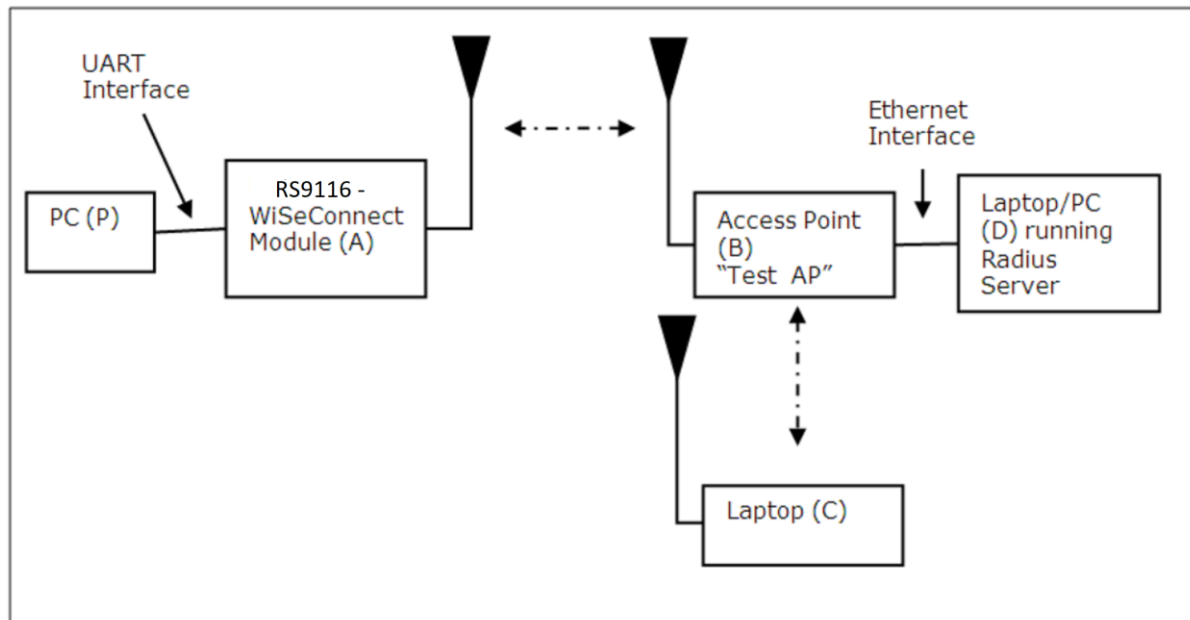 UART
Interface
PC (P)
RS9116 -
WiSeConnect
Module (A)
Access Point
(B)
“Test AP”
Ethernet
Interface
Laptop/PC
(D) running
Radius
Server
Laptop (C)